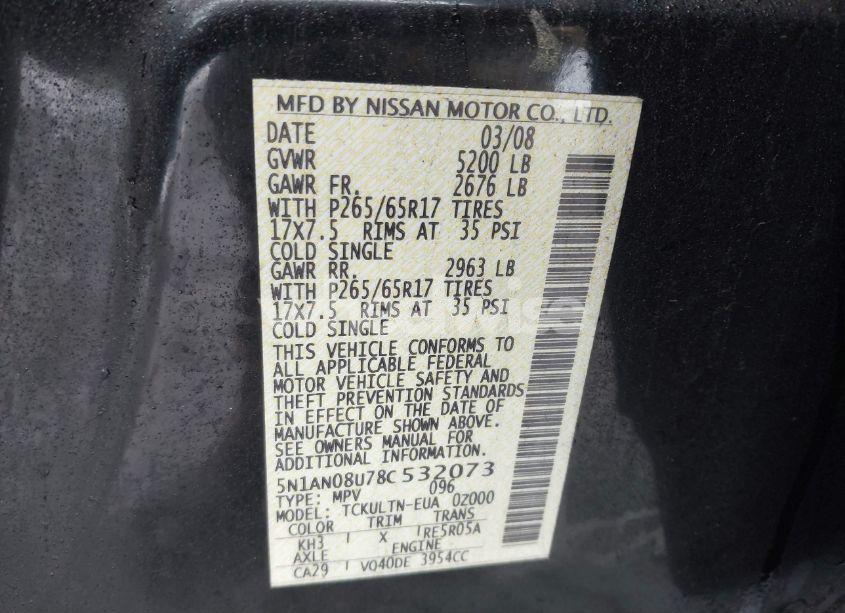 MFD BY NISSAN MOTOR CO., LTD.
DATE 03/08
GVWR 5200 LB
GAWR FR. 2676 LB
WITH P265/65R17 TIRES
17X7.5 RIMS AT 35 PSI
COLD SINGLE
GAWR RR. 2963 LB
WITH P265/65R17 TIRES
17X7.5 RIMS AT 35 PSI
COLD SINGLE
THIS VEHICLE CONFORMS TO
ALL APPLICABLE FEDERAL
MOTOR VEHICLE SAFETY AND
THEFT PREVENTION STANDARDS
IN EFFECT ON THE DATE OF
MANUFACTURE SHOWN ABOVE.
SEE OWNERS MANUAL FOR
ADDITIONAL INFORMATION.
5N1AN08U78C532073
TYPE: MPV 096
MODEL: TCKULTN-EUA 02000
COLOR TRIM TRANS
KH3 X RE5R05A
AXLE ENGINE
CA29 VQ40DE 3954CC